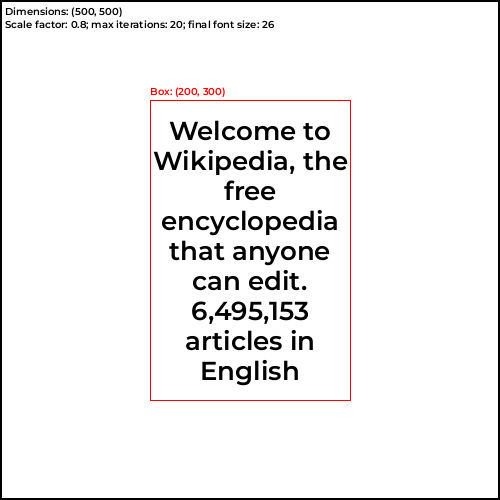 Dimensions: (500, 500)
Scale factor: 0.8; max iterations: 20; final font size: 26
Box: (200, 300)
Welcome to
Wikipedia, the
free
encyclopedia
that anyone
can edit.
6,495,153
articles in
English